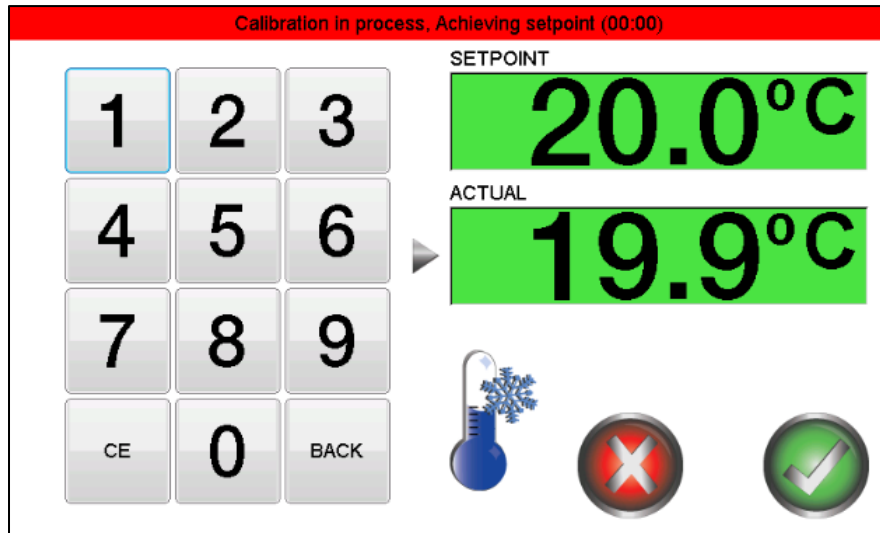 Calibration in process, Achieving setpoint (00:00)
SETPOINT
20.0°C
ACTUAL
19.9°C
1 2 3
4 5 6
7 8 9
CE 0 BACK